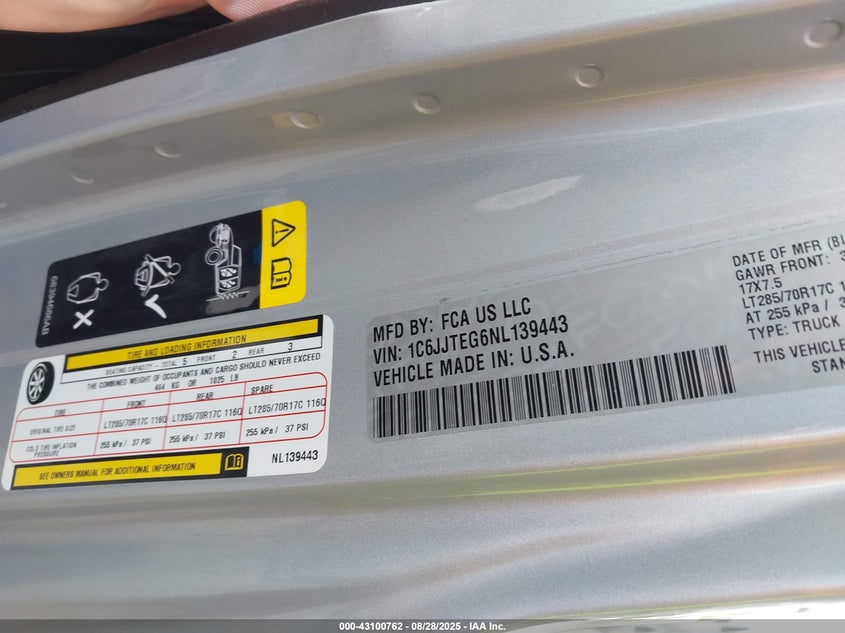 68394686AB
TIRE AND LOADING INFORMATION
SEATING CAPACITY - TOTAL 5 FRONT 2 REAR 3
THE COMBINED WEIGHT OF OCCUPANTS AND CARGO SHOULD NEVER EXCEED
464 KG OR 1025 LB
TIRE FRONT REAR SPARE
ORIGINAL TIRE SIZE LT285/70R17C 116Q LT285/70R17C 116Q LT285/70R17C 116Q
COLD TIRE INFLATION PRESSURE 255 kPa / 37 PSI 255 kPa / 37 PSI 255 kPa / 37 PSI
SEE OWNERS MANUAL FOR ADDITIONAL INFORMATION
NL139443
MFD BY: FCA US LLC
VIN: 1C6JJTEG6NL139443
VEHICLE MADE IN: U.S.A.
DATE OF MFR (BL
GAWR FRONT: 3
17X7.5
LT285/70R17C 1
AT 255 kPa / 3
TYPE: TRUCK
THIS VEHICLE
STAN
000-43100762 - 08/28/2025 - IAA Inc.